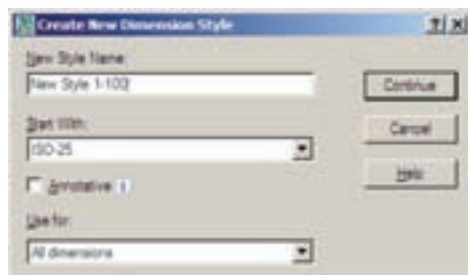 Create New Dimension Style
New Style Name:
New Style 1-100
Continue
Start With:
ISO-25
Cancel
Annotative
Help
Use for:
All dimensions